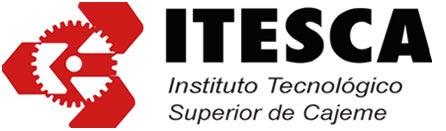 ITESCA
Instituto Tecnológico
Superior de Cajeme